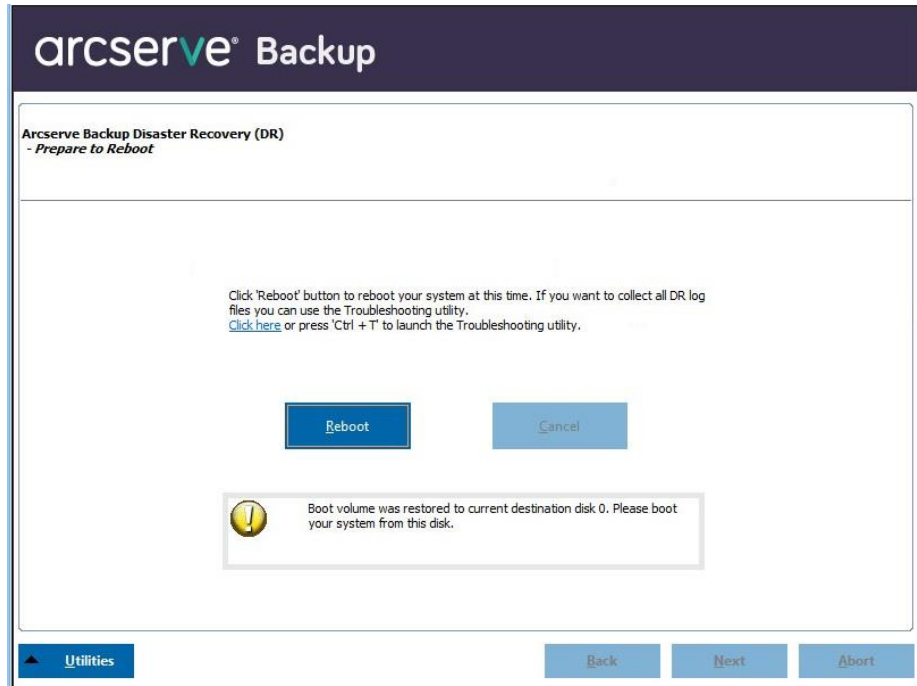 arcserve® Backup
Arcserve Backup Disaster Recovery (DR)
- Prepare to Reboot
Click 'Reboot' button to reboot your system at this time. If you want to collect all DR log
files you can use the Troubleshooting utility.
Click here or press 'Ctrl + T' to launch the Troubleshooting utility.
Reboot
Cancel
Boot volume was restored to current destination disk 0. Please boot
your system from this disk.
Utilities
Back
Next
Abort